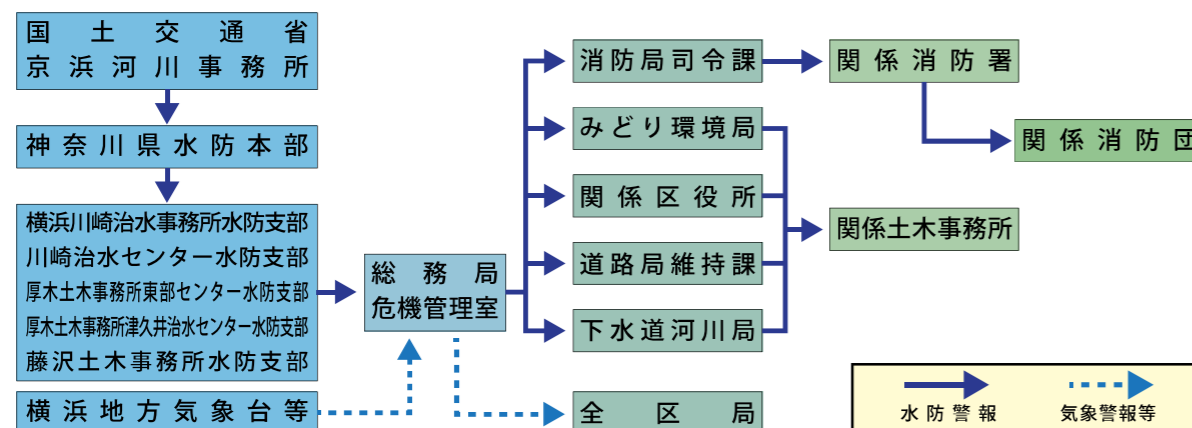 国土交通省
京浜河川事務所
神奈川県水防本部
横浜川崎治水事務所水防支部
川崎治水センター水防支部
厚木土木事務所東部センター水防支部
厚木土木事務所津久井治水センター水防支部
藤沢土木事務所水防支部
横浜地方気象台等
総務局
危機管理室
消防局司令課
みどり環境局
関係区役所
道路局維持課
下水道河川局
全区局
関係消防署
関係消防団
関係土木事務所
水防警報
気象警報等